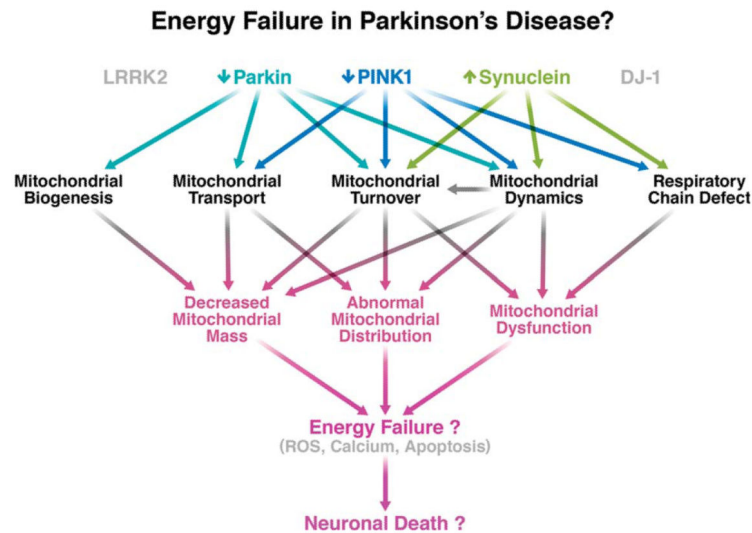 Energy Failure in Parkinson's Disease?
LRRK2 ↓Parkin ↓PINK1 ↑Synuclein DJ-1
Mitochondrial Mitochondrial Mitochondrial Mitochondrial Respiratory
Biogenesis Transport Turnover Dynamics Chain Defect
Decreased Abnormal Mitochondrial
Mitochondrial Mitochondrial Dysfunction
Mass Distribution
Energy Failure ?
(ROS, Calcium, Apoptosis)
Neuronal Death ?